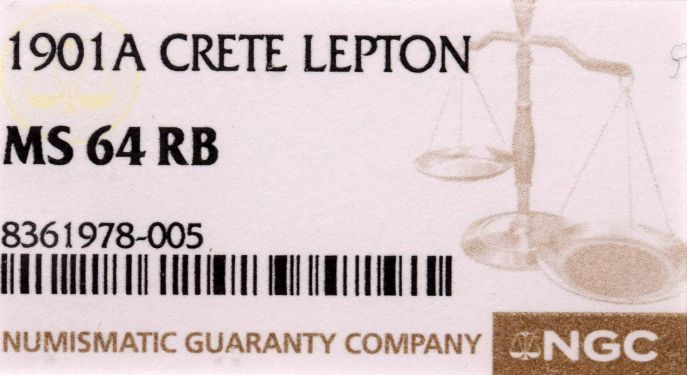 1901A CRETE LEPTON
MS 64 RB
8361978-005
NUMISMATIC GUARANTY COMPANY
NGC